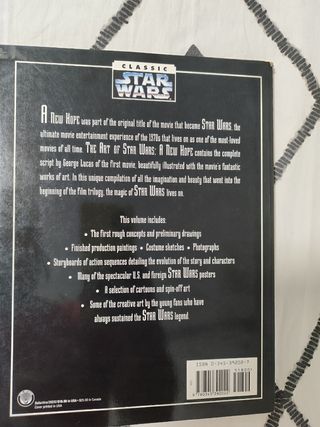 CLASSIC
STAR
WARS
A NEW HOPE was part of the original title of the movie that became STAR WARS, the
ultimate movie entertainment experience of the 1970s that lives on as one of the most-loved
movies of all time. THE ART OF STAR WARS: A NEW HOPE contains the complete
script by George Lucas of the first movie, beautifully illustrated with the movie's fantastic
works of art. In this unique compilation of all the imagination and beauty that went into the
beginning of the film trilogy, the magic of STAR WARS lives on.
This volume includes:
• The first rough concepts and preliminary drawings
• Finished production paintings • Costume sketches • Photographs
• Storyboards of action sequences detailing the evolution of the story and characters
• Many of the spectacular U.S. and foreign STAR WARS posters
• A selection of cartoons and spin-off art
• Some of the creative art by the young fans who have
always sustained the STAR WARS legend.
Cover printed in USA